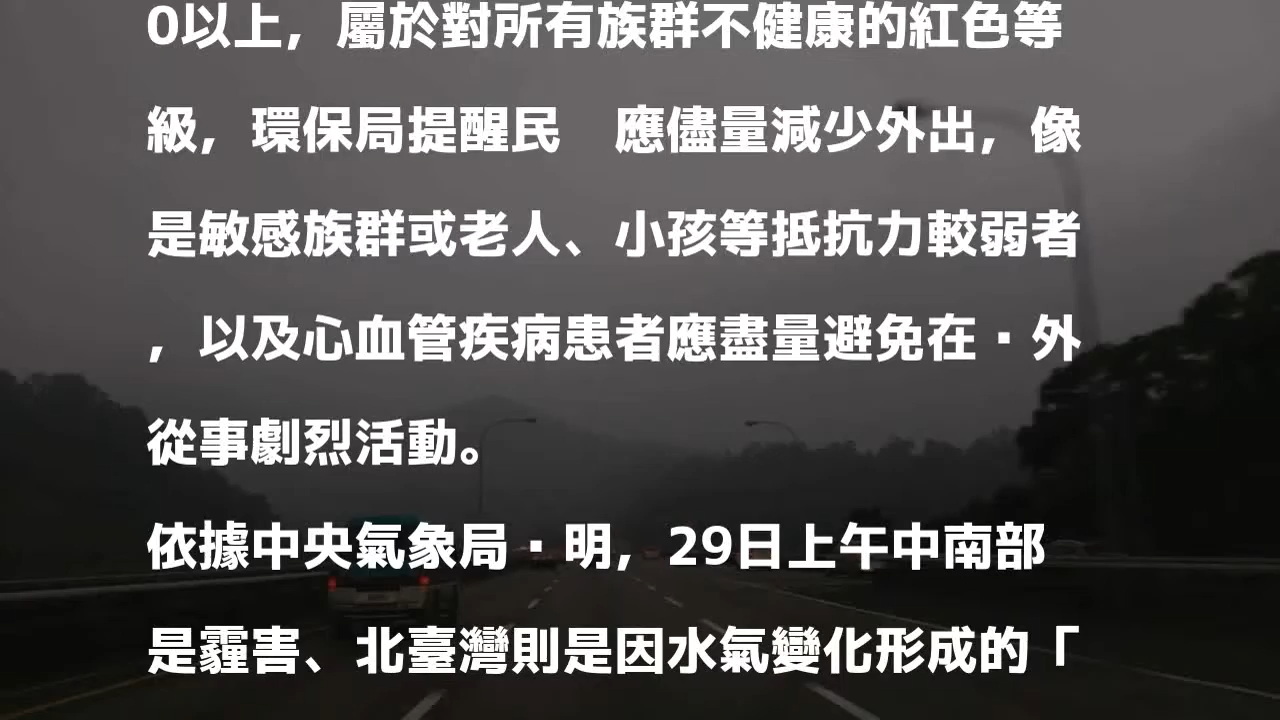 0以上，屬於對所有族群不健康的紅色等
級，環保局提醒民　應儘量減少外出，像
是敏感族群或老人、小孩等抵抗力較弱者
，以及心血管疾病患者應盡量避免在▪外
從事劇烈活動。
依據中央氣象局▪明，29日上午中南部
是霾害、北臺灣則是因水氣變化形成的「